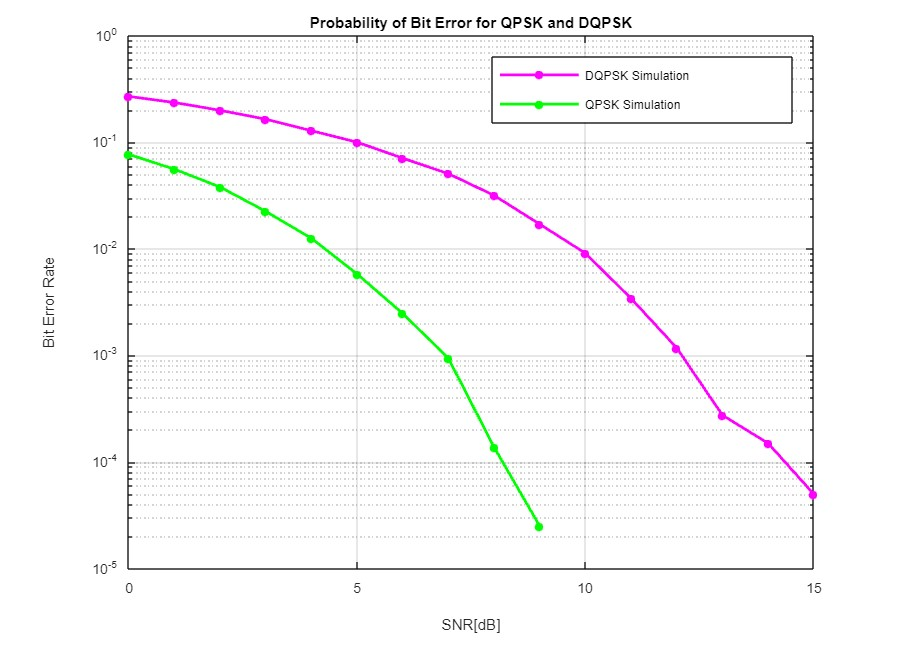 Probability of Bit Error for QPSK and DQPSK
10^0
DQPSK Simulation
QPSK Simulation
10^-1
10^-2
Bit Error Rate
10^-3
10^-4
10^-5
0 5 10 15
SNR[dB]